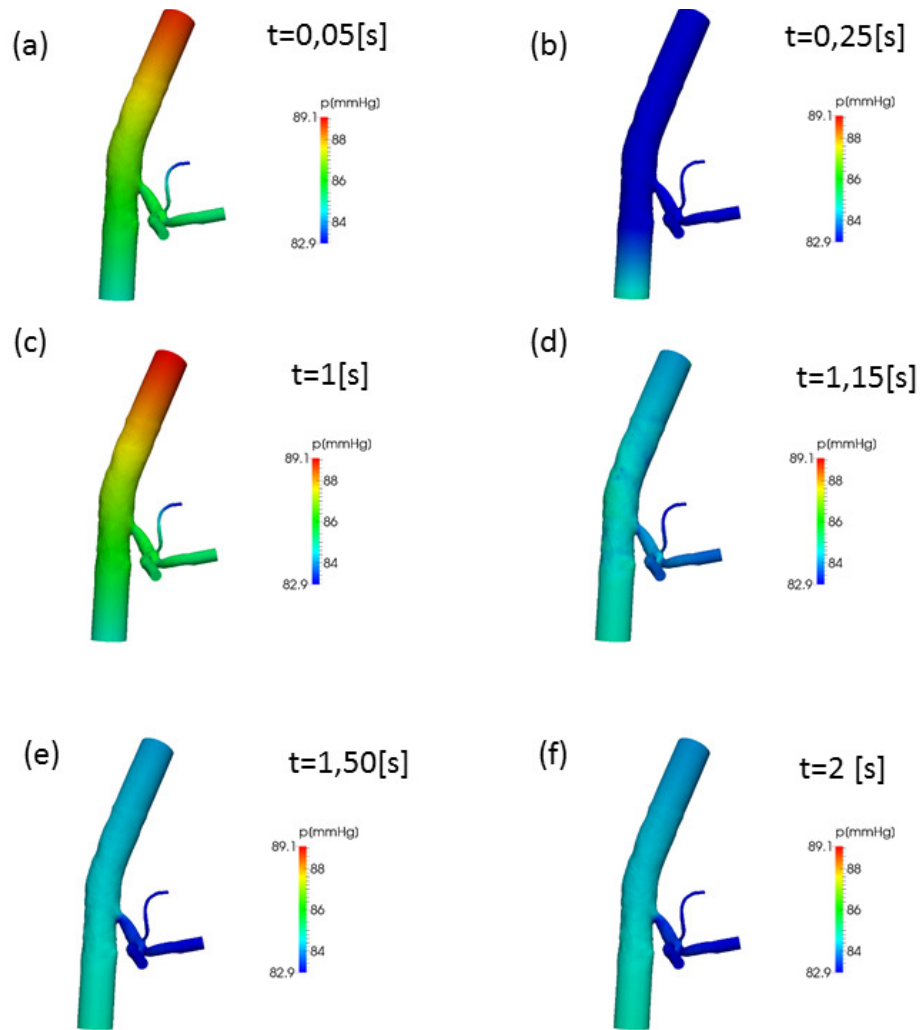 (a)
t=0,05[s]
p[mmHg]
89.1
88
86
84
82.9
(b)
t=0,25[s]
p[mmHg]
89.1
88
86
84
82.9
(c)
t=1[s]
p[mmHg]
89.1
88
86
84
82.9
(d)
t=1,15[s]
p[mmHg]
89.1
88
86
84
82.9
(e)
t=1,50[s]
p[mmHg]
89.1
88
86
84
82.9
(f)
t=2 [s]
p[mmHg]
89.1
88
86
84
82.9